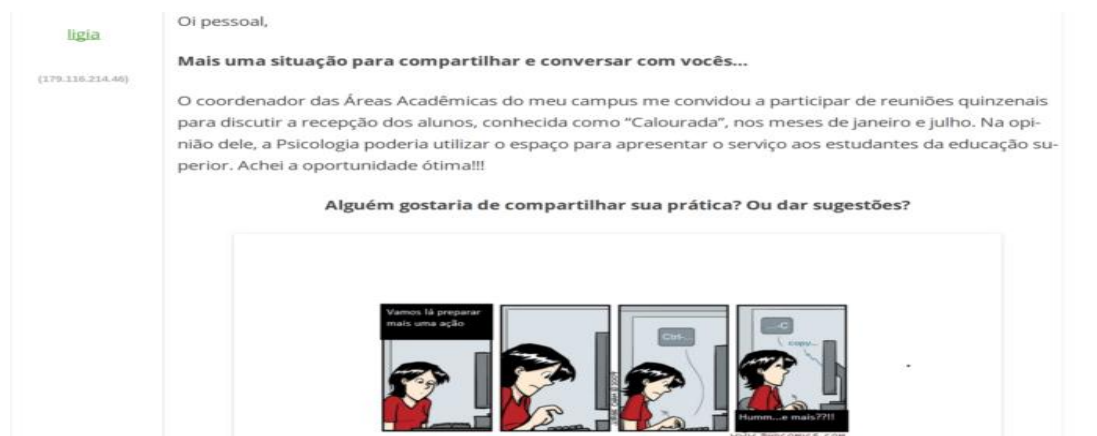 ligia
(179.116.214.46)
Oi pessoal,
Mais uma situação para compartilhar e conversar com vocês...
O coordenador das Áreas Acadêmicas do meu campus me convidou a participar de reuniões quinzenais
para discutir a recepção dos alunos, conhecida como “Calourada”, nos meses de janeiro e julho. Na opi-
nião dele, a Psicologia poderia utilizar o espaço para apresentar o serviço aos estudantes da educação su-
perior. Achei a oportunidade ótima!!!
Alguém gostaria de compartilhar sua prática? Ou dar sugestões?
Vamos lá preparar
mais uma ação
Ctrl-...
...-C
copy...
Humm...e mais??!!